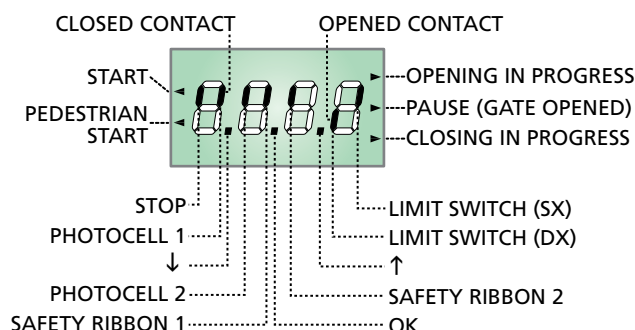 CLOSED CONTACT
OPENED CONTACT
START
PEDESTRIAN
START
OPENING IN PROGRESS
PAUSE (GATE OPENED)
CLOSING IN PROGRESS
STOP
PHOTOCELL 1
↓
PHOTOCELL 2
SAFETY RIBBON 1
LIMIT SWITCH (SX)
LIMIT SWITCH (DX)
↑
SAFETY RIBBON 2
OK